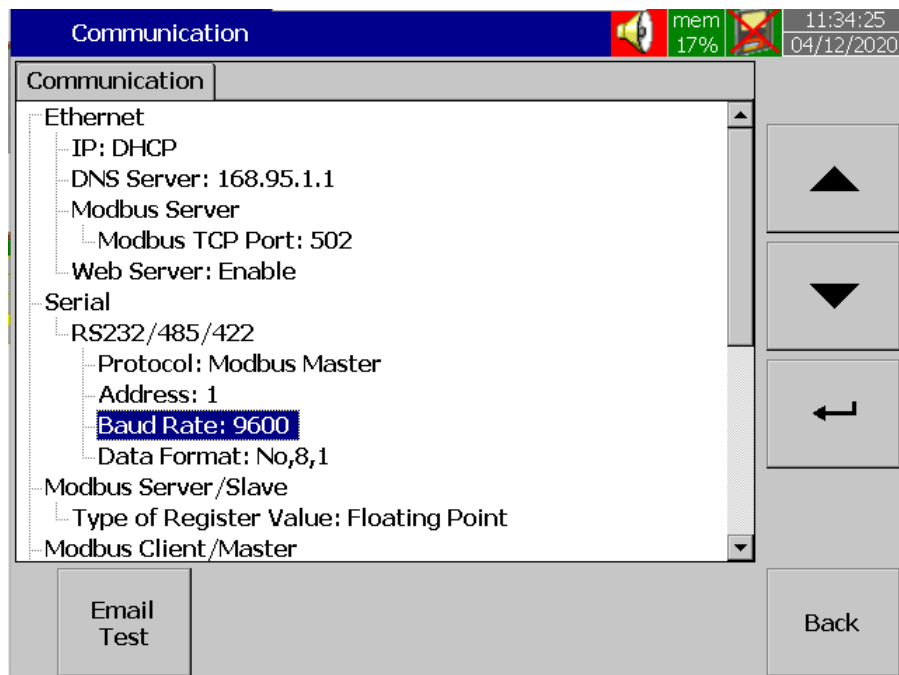 Communication
mem
17%
11:34:25
04/12/2020
Communication
Ethernet
IP: DHCP
DNS Server: 168.95.1.1
Modbus Server
Modbus TCP Port: 502
Web Server: Enable
Serial
RS232/485/422
Protocol: Modbus Master
Address: 1
Baud Rate: 9600
Data Format: No,8,1
Modbus Server/Slave
Type of Register Value: Floating Point
Modbus Client/Master
Email
Test
Back